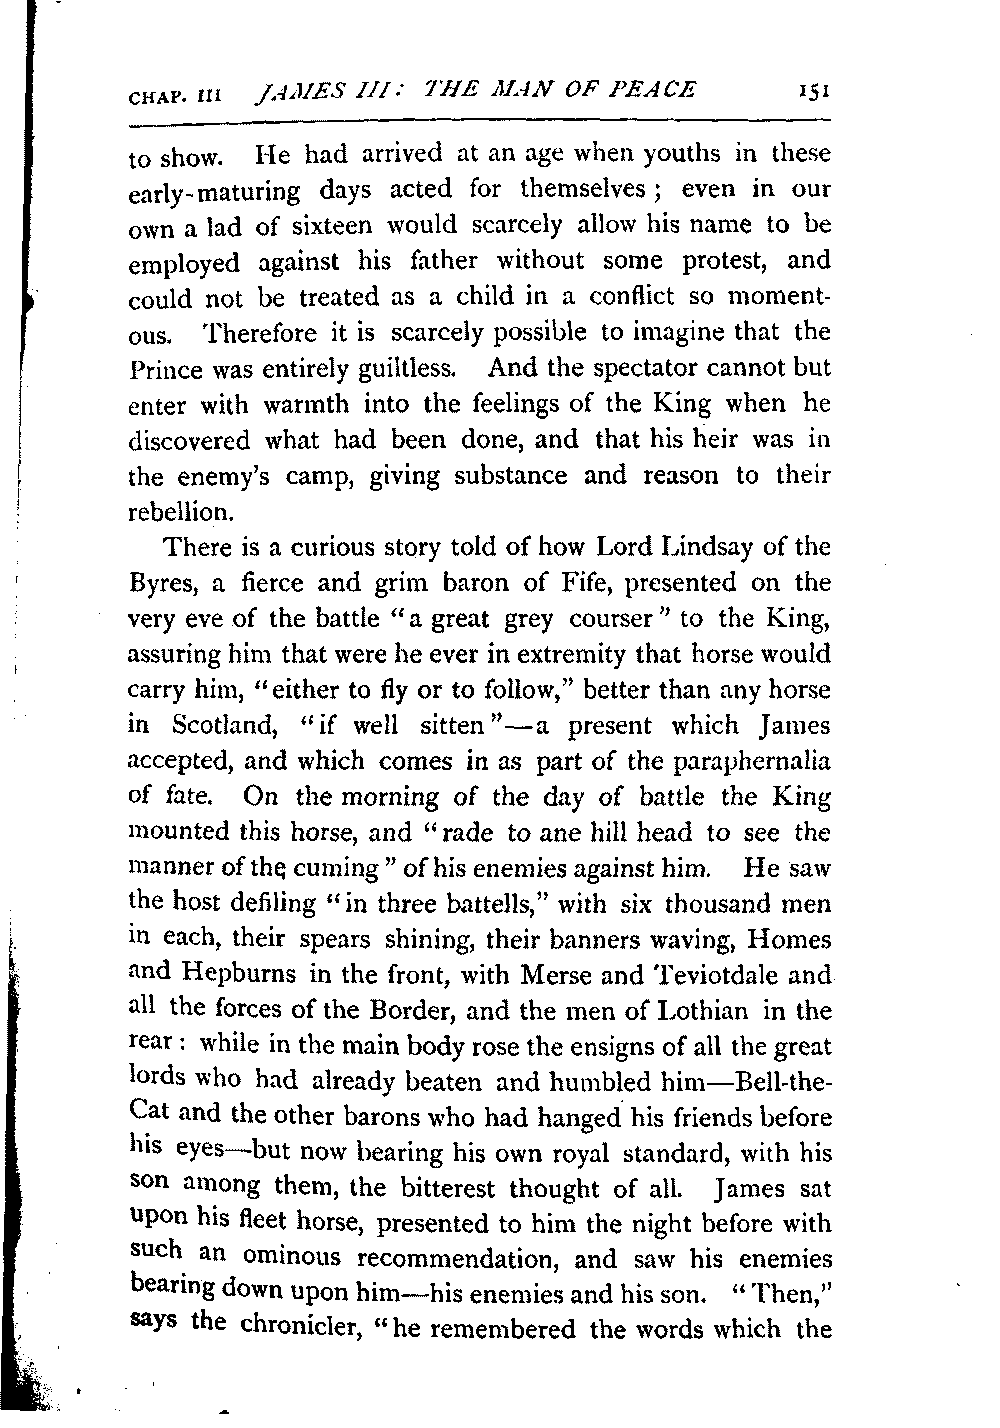 CHAP. III JAMES III: THE MAN OF PEACE 151
to show. He had arrived at an age when youths in these
early-maturing days acted for themselves; even in our
own a lad of sixteen would scarcely allow his name to be
employed against his father without some protest, and
could not be treated as a child in a conflict so moment-
ous. Therefore it is scarcely possible to imagine that the
Prince was entirely guiltless. And the spectator cannot but
enter with warmth into the feelings of the King when he
discovered what had been done, and that his heir was in
the enemy's camp, giving substance and reason to their
rebellion.
There is a curious story told of how Lord Lindsay of the
Byres, a fierce and grim baron of Fife, presented on the
very eve of the battle "a great grey courser" to the King,
assuring him that were he ever in extremity that horse would
carry him, "either to fly or to follow," better than any horse
in Scotland, "if well sitten"—a present which James
accepted, and which comes in as part of the paraphernalia
of fate. On the morning of the day of battle the King
mounted this horse, and "rade to ane hill head to see the
manner of the cuming" of his enemies against him. He saw
the host defiling "in three battells," with six thousand men
in each, their spears shining, their banners waving, Homes
and Hepburns in the front, with Merse and Teviotdale and
all the forces of the Border, and the men of Lothian in the
rear: while in the main body rose the ensigns of all the great
lords who had already beaten and humbled him—Bell-the-
Cat and the other barons who had hanged his friends before
his eyes—but now bearing his own royal standard, with his
son among them, the bitterest thought of all. James sat
upon his fleet horse, presented to him the night before with
such an ominous recommendation, and saw his enemies
bearing down upon him—his enemies and his son. "Then,"
says the chronicler, "he remembered the words which the